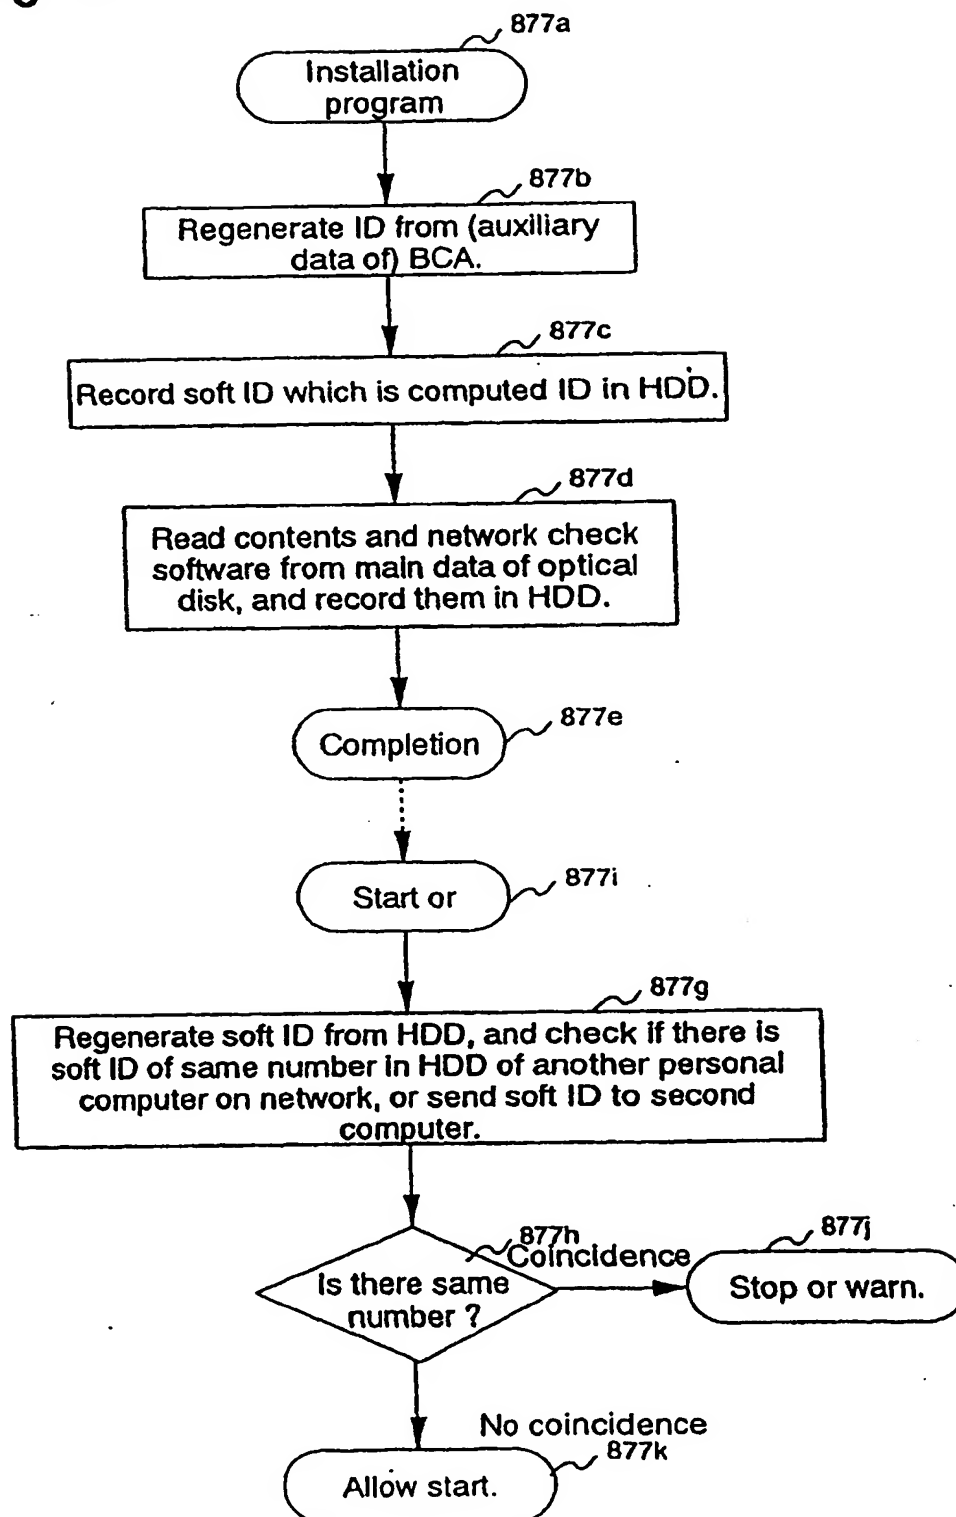 877a
Installation
program
877b
Regenerate ID from (auxiliary
data of) BCA.
877c
Record soft ID which is computed ID in HDD.
877d
Read contents and network check
software from main data of optical
disk, and record them in HDD.
Completion
877e
Start or
877i
877g
Regenerate soft ID from HDD, and check if there is
soft ID of same number in HDD of another personal
computer on network, or send soft ID to second
computer.
877h
Coincidence
877j
Is there same
number ?
Stop or warn.
No coincidence
877k
Allow start.